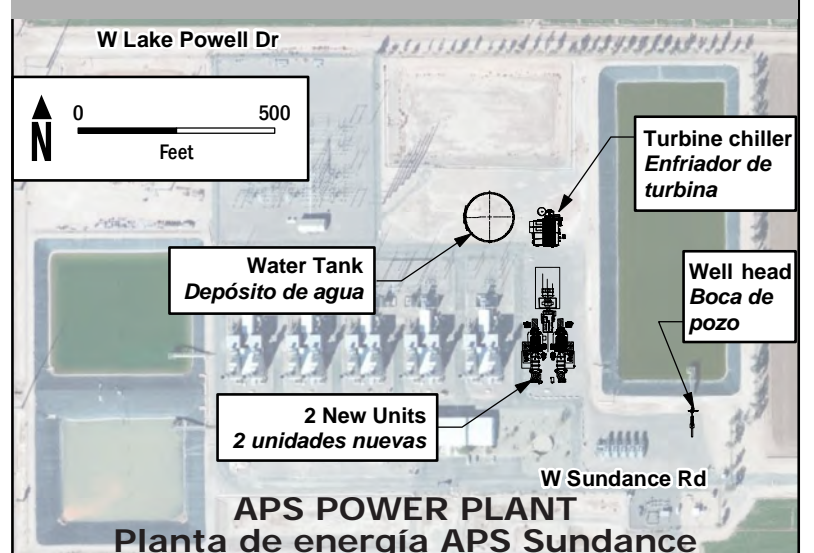 W Lake Powell Dr
0 500
Feet
N
Turbine chiller
Enfriador de
turbina
Water Tank
Depósito de agua
Well head
Boca de
pozo
2 New Units
2 unidades nuevas
W Sundance Rd
APS POWER PLANT
Planta de energía APS Sundance